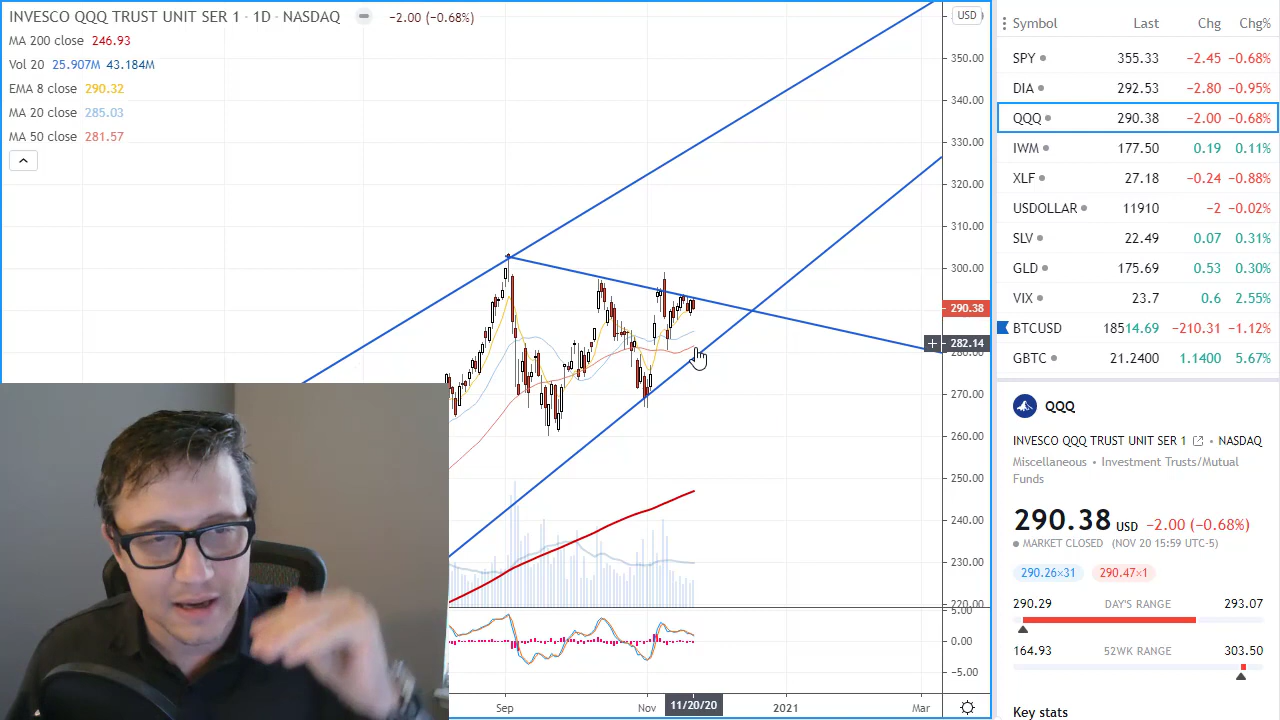 INVESCO QQQ TRUST UNIT SER 1 · 1D · NASDAQ −2.00 (−0.68%)
MA 200 close 246.93
Vol 20 25.907M 43.184M
EMA 8 close 290.32
MA 20 close 285.03
MA 50 close 281.57
USD
350.00
340.00
330.00
320.00
310.00
300.00
290.38
282.14
280.00
270.00
260.00
250.00
240.00
230.00
220.00
5.00
0.00
−5.00
Sep Nov 11/20/20 2021 Mar
Symbol Last Chg Chg%
SPY 355.33 −2.45 −0.68%
DIA 292.53 −2.80 −0.95%
QQQ 290.38 −2.00 −0.68%
IWM 177.50 0.19 0.11%
XLF 27.18 −0.24 −0.88%
USDOLLAR 11910 −2 −0.02%
SLV 22.49 0.07 0.31%
GLD 175.69 0.53 0.30%
VIX 23.7 0.6 2.55%
BTCUSD 18514.69 −210.31 −1.12%
GBTC 21.2400 1.1400 5.67%
QQQ
INVESCO QQQ TRUST UNIT SER 1 • NASDAQ
Miscellaneous • Investment Trusts/Mutual
Funds
290.38 USD −2.00 (−0.68%)
MARKET CLOSED (NOV 20 15:59 UTC-5)
290.26×31 290.47×1
290.29 DAY'S RANGE 293.07
164.93 52WK RANGE 303.50
Key stats